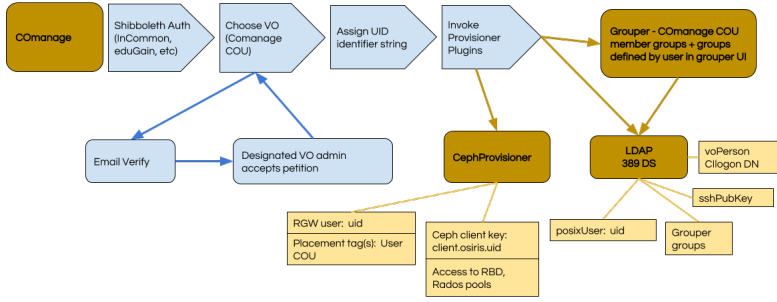 COmanage
Shibboleth Auth
(InCommon,
eduGain, etc)
Choose VO
(Comanage
COU)
Assign UID
identifier string
Invoke
Provisioner
Plugins
Grouper - COmanage COU
member groups + groups
defined by user in grouper UI
Email Verify
Designated VO admin
accepts petition
CephProvisioner
LDAP
389 DS
voPerson
CIlogon DN
sshPubKey
RGW user: uid
Placement tag(s): User
COU
Ceph client key:
client.osiris.uid
Access to RBD,
Rados pools
posixUser: uid
Grouper
groups